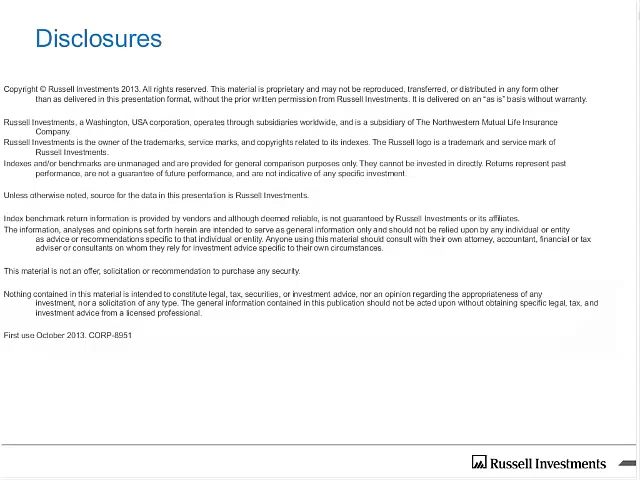 Disclosures
Copyright © Russell Investments 2013. All rights reserved. This material is proprietary and may not be reproduced, transferred, or distributed in any form other
than as delivered in this presentation format, without the prior written permission from Russell Investments. It is delivered on an “as is” basis without warranty.
Russell Investments, a Washington, USA corporation, operates through subsidiaries worldwide, and is a subsidiary of The Northwestern Mutual Life Insurance
Company.
Russell Investments is the owner of the trademarks, service marks, and copyrights related to its indexes. The Russell logo is a trademark and service mark of
Russell Investments.
Indexes and/or benchmarks are unmanaged and are provided for general comparison purposes only. They cannot be invested in directly. Returns represent past
performance, are not a guarantee of future performance, and are not indicative of any specific investment.
Unless otherwise noted, source for the data in this presentation is Russell Investments.
Index benchmark return information is provided by vendors and although deemed reliable, is not guaranteed by Russell Investments or its affiliates.
The information, analyses and opinions set forth herein are intended to serve as general information only and should not be relied upon by any individual or entity
as advice or recommendations specific to that individual or entity. Anyone using this material should consult with their own attorney, accountant, financial or tax
adviser or consultants on whom they rely for investment advice specific to their own circumstances.
This material is not an offer, solicitation or recommendation to purchase any security.
Nothing contained in this material is intended to constitute legal, tax, securities, or investment advice, nor an opinion regarding the appropriateness of any
investment, nor a solicitation of any type. The general information contained in this publication should not be acted upon without obtaining specific legal, tax, and
investment advice from a licensed professional.
First use October 2013. CORP-8951
Russell Investments